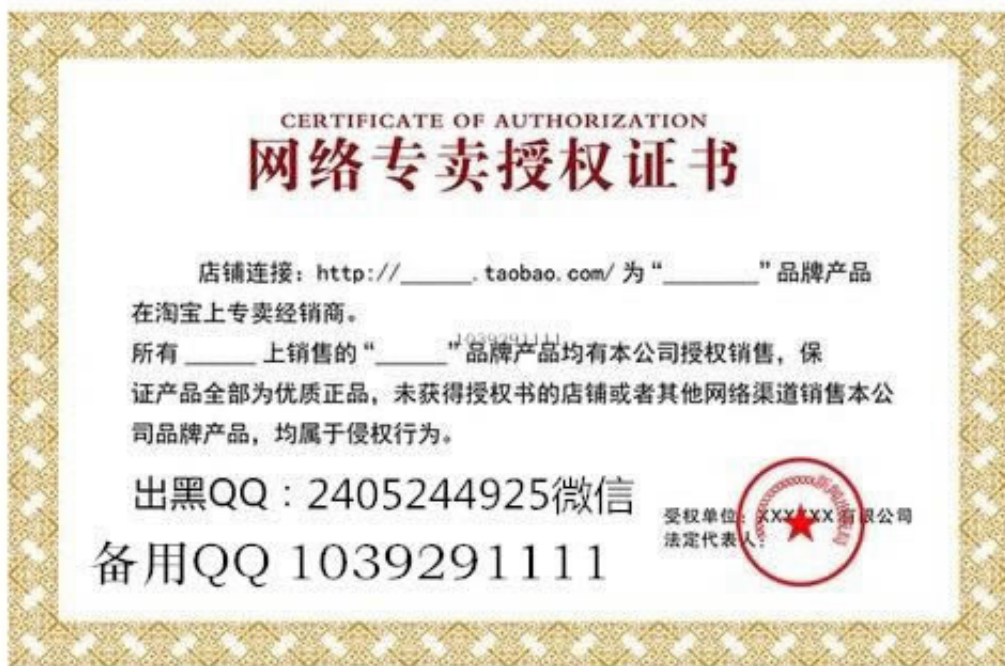 CERTIFICATE OF AUTHORIZATION
网络专卖授权证书
店铺连接：http://______.taobao.com/ 为“________”品牌产品
在淘宝上专卖经销商。
1039291111
所有 ______ 上销售的“______”品牌产品均有本公司授权销售，保
证产品全部为优质正品，未获得授权书的店铺或者其他网络渠道销售本公
司品牌产品，均属于侵权行为。
出黑QQ：2405244925微信
备用QQ 1039291111
受权单位：XXXXXX 有限公司
法定代表人：